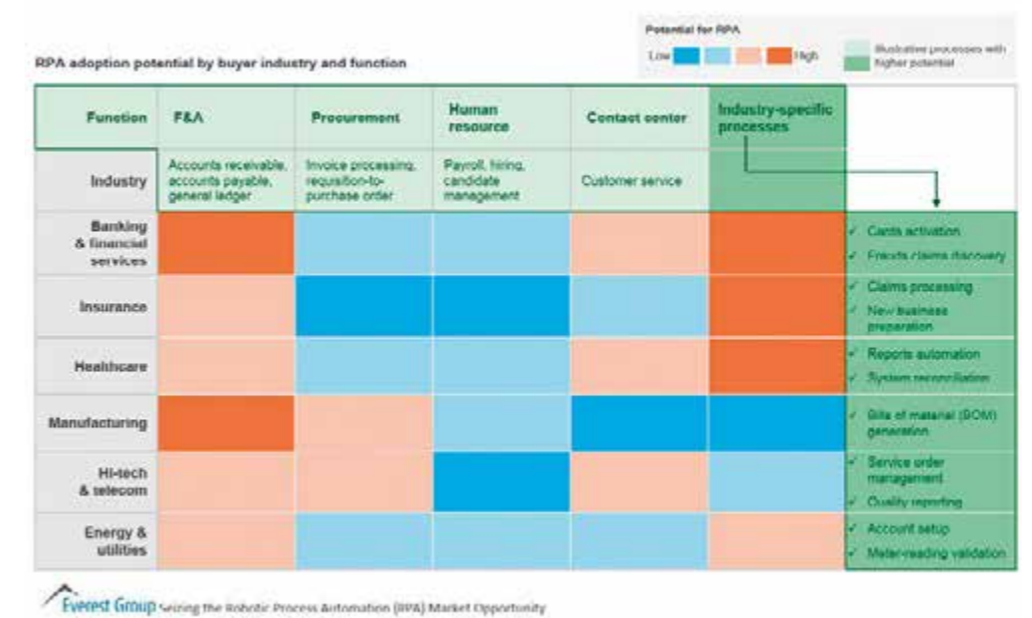 Potential for RPA
Low
High
Illustrative processes with
higher potential
RPA adoption potential by buyer industry and function
Function
F&A
Procurement
Human
resource
Contact center
Industry-specific
processes
Industry
Accounts receivable,
accounts payable,
general ledger
Invoice processing,
requisition-to-
purchase order
Payroll, hiring,
candidate
management
Customer service
Banking
& financial
services
✓ Cards activation
✓ Frauds claims discovery
Insurance
✓ Claims processing
✓ New business
preparation
Healthcare
✓ Reports automation
✓ System reconciliation
Manufacturing
✓ Bills of material (BOM)
generation
Hi-tech
& telecom
✓ Service order
management
✓ Quality reporting
Energy &
utilities
✓ Account setup
✓ Meter-reading validation
Everest Group Seizing the Robotic Process Automation (RPA) Market Opportunity